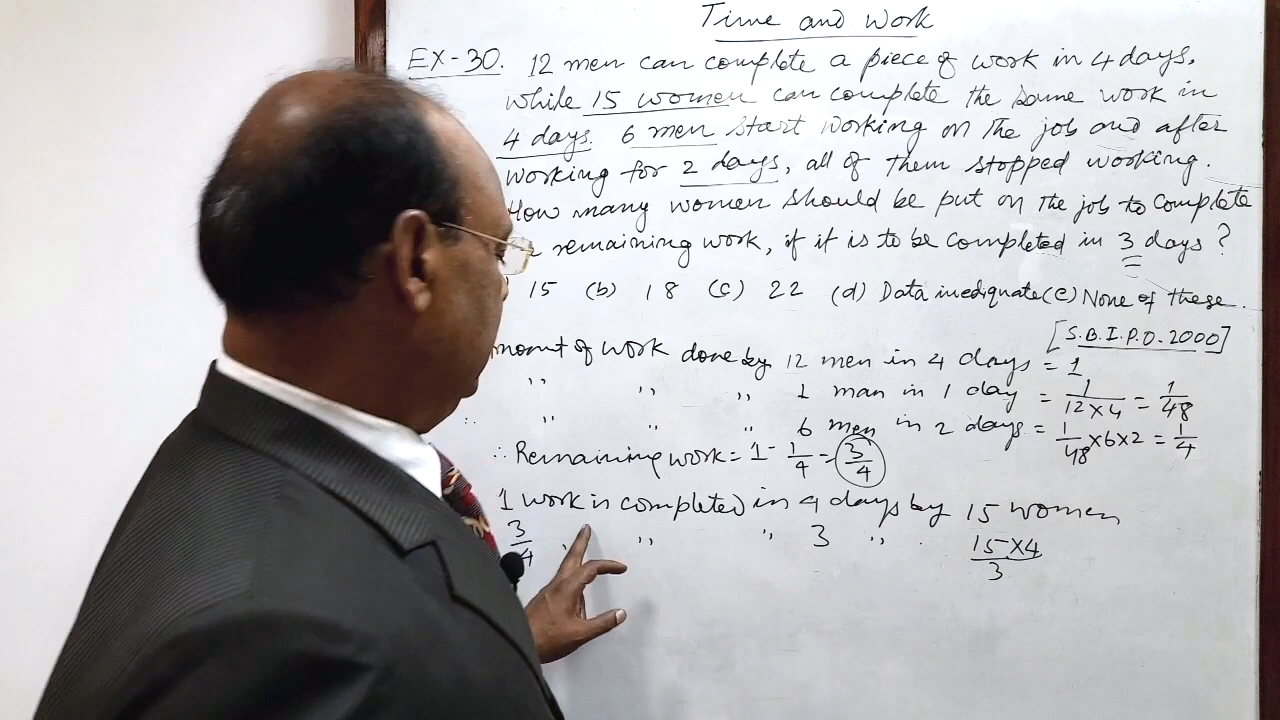 Time and Work
EX-30. 12 men can complete a piece of work in 4 days,
while 15 women can complete the same work in
4 days. 6 men start working on the job and after
working for 2 days, all of them stopped working.
How many women should be put on the job to complete
remaining work, if it is to be completed in 3 days ?
15 (b) 18 (c) 22 (d) Data inediquate (e) None of these.
[S.B.I.P.O. 2000]
mount of work done by 12 men in 4 days = 1
,, ,, ,, 1 man in 1 day = 1/12×4 = 1/48
∴ ,, ,, ,, 6 men in 2 days = 1/48 ×6×2 = 1/4
∴ Remaining work = 1 - 1/4 = 3/4
1 work is completed in 4 days by 15 women
3/4 ,, ,, ,, 3 ,, . 15×4/3